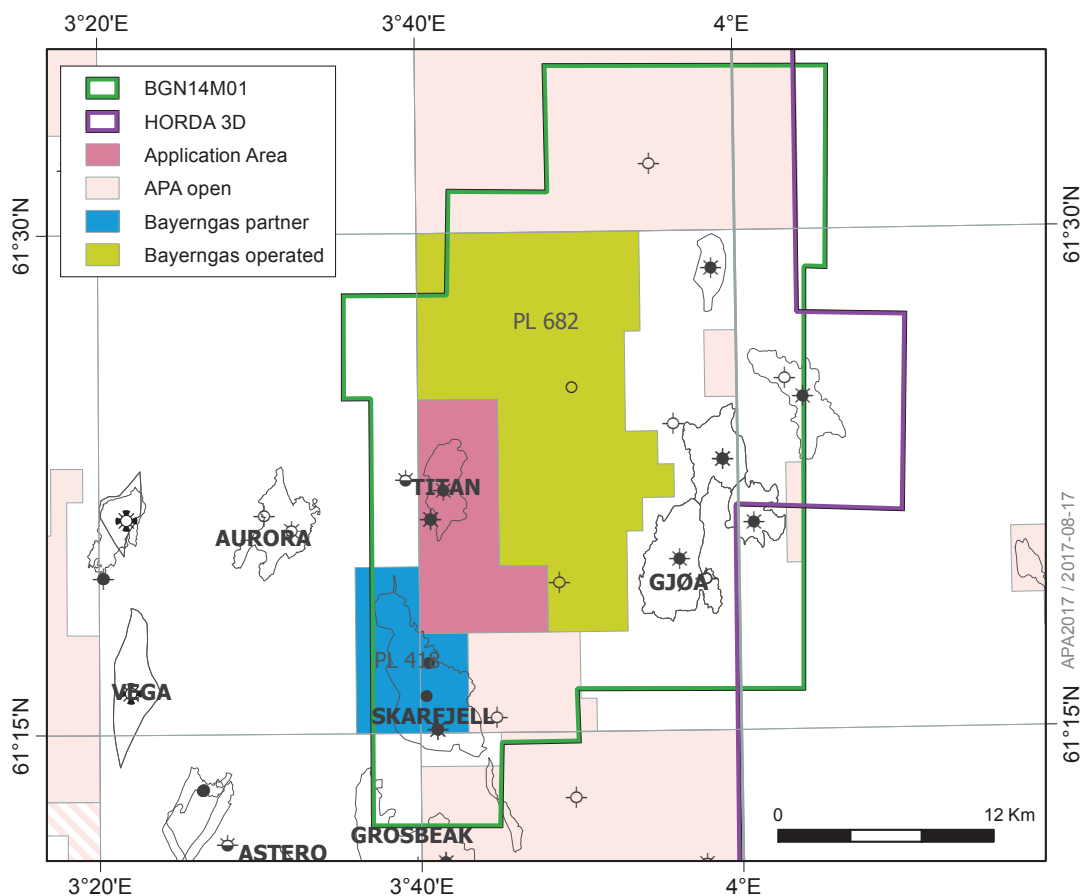 3°20'E
3°40'E
4°E
BGN14M01
HORDA 3D
Application Area
APA open
Bayerngas partner
Bayerngas operated
61°30'N
61°30'N
PL 682
TITAN
AURORA
GJØA
APA2017 / 2017-08-17
PL 418
VEGA
SKARFJELL
61°15'N
61°15'N
0
12 Km
GROSBEAK
ASTERO
3°20'E
3°40'E
4°E